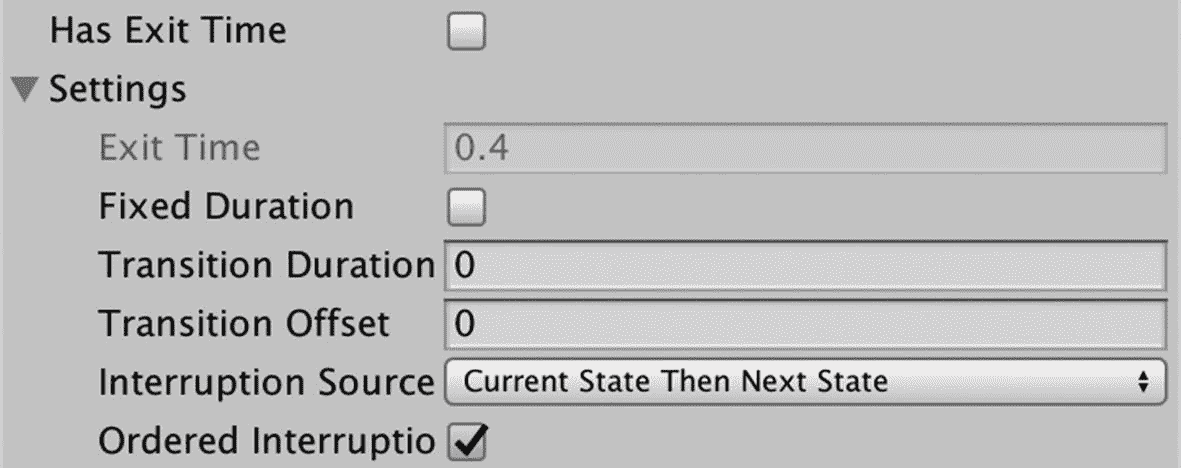 Has Exit Time
Settings
Exit Time 0.4
Fixed Duration
Transition Duration 0
Transition Offset 0
Interruption Source Current State Then Next State
Ordered Interruptio